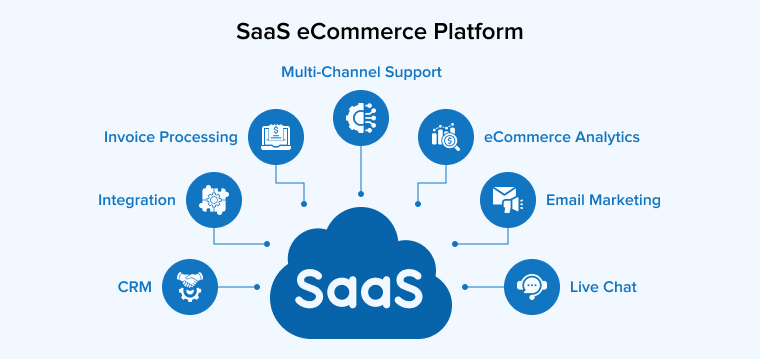 SaaS eCommerce Platform
Multi-Channel Support
Invoice Processing
eCommerce Analytics
Integration
Email Marketing
CRM
SaaS
Live Chat